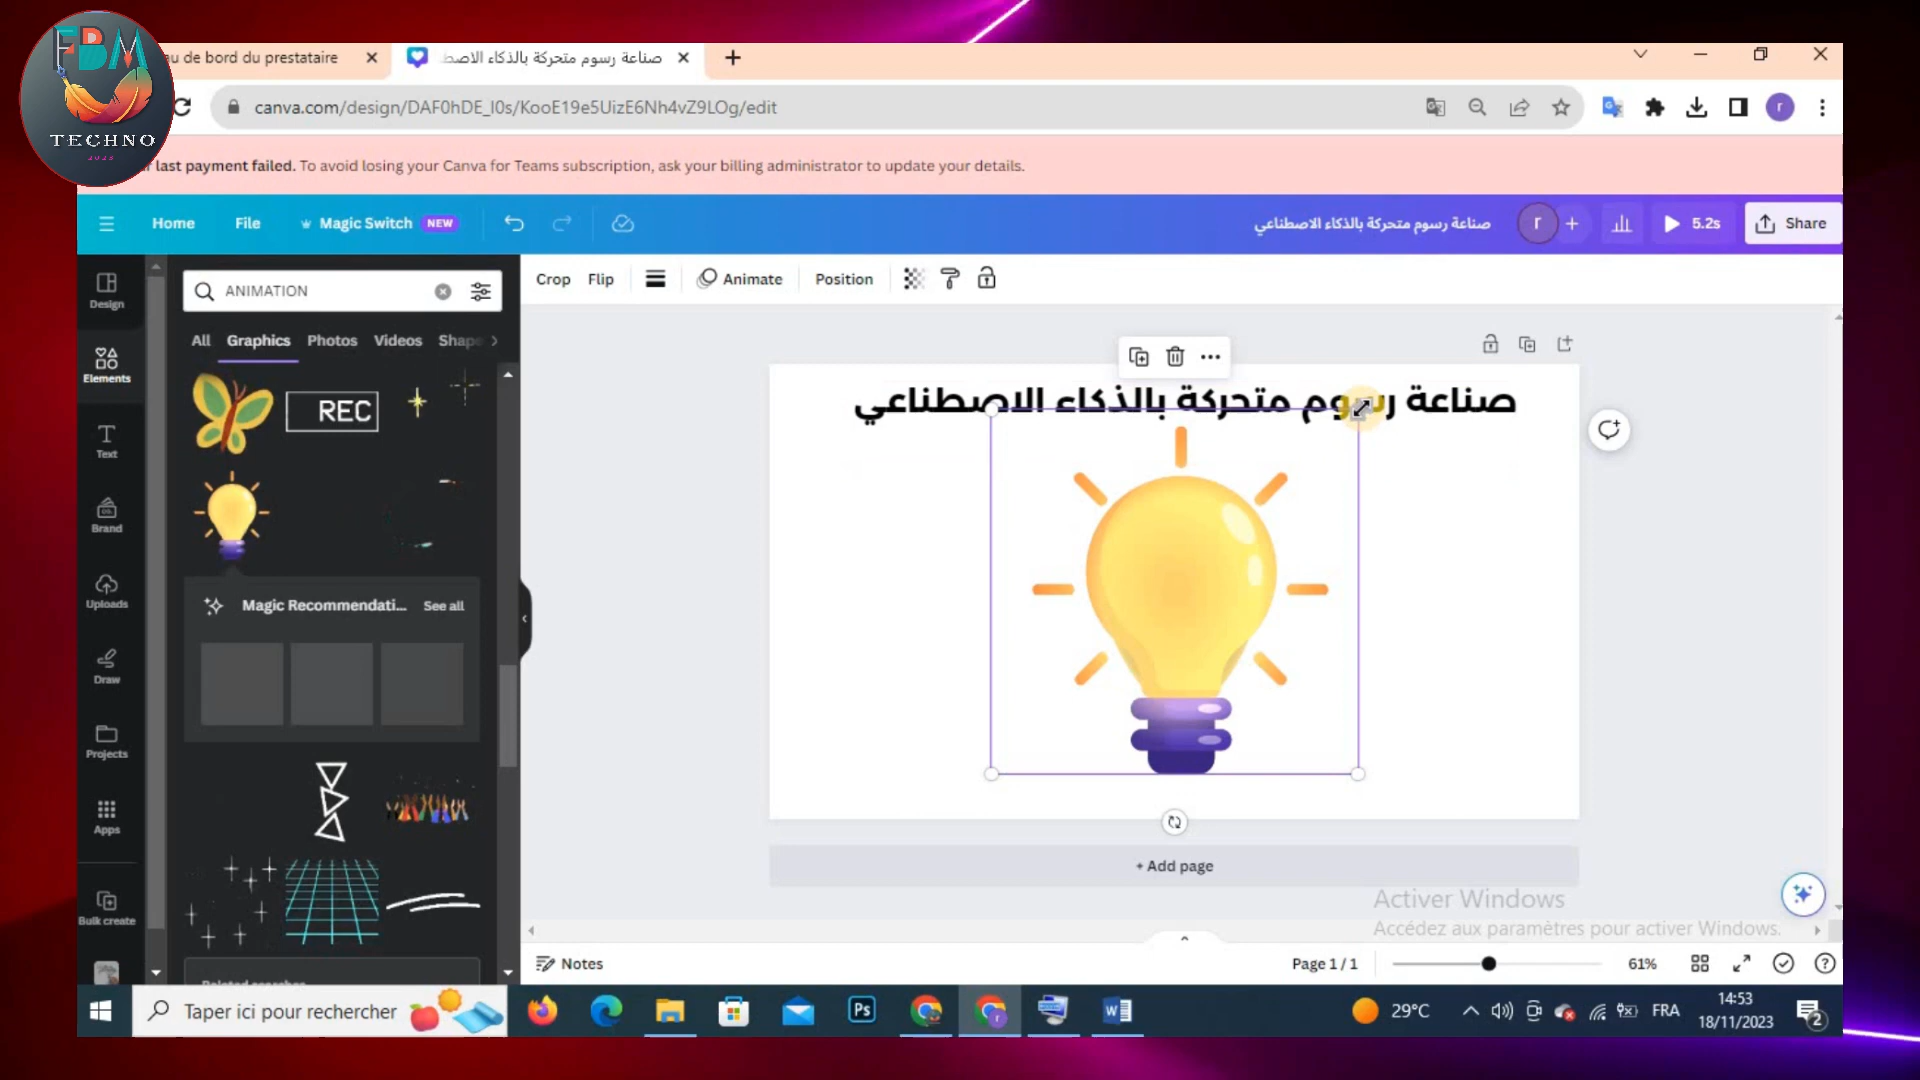 FBM
TECHNO
au de bord du prestataire
صناعة رسوم متحركة بالذكاء الاصط
canva.com/design/DAF0hDE_l0s/KooE19e5UizE6Nh4vZ9LOg/edit
last payment failed. To avoid losing your Canva for Teams subscription, ask your billing administrator to update your details.
Home
File
Magic Switch
NEW
صناعة رسوم متحركة بالذكاء الاصطناعي
r
5.2s
Share
Design
Elements
Text
Brand
Uploads
Draw
Projects
Apps
Bulk create
ANIMATION
All
Graphics
Photos
Videos
Shape
REC
Magic Recommendati...
See all
Crop
Flip
Animate
Position
صناعة رسوم متحركة بالذكاء الاصطناعي
+ Add page
Activer Windows
Accédez aux paramètres pour activer Windows.
Notes
Page 1 / 1
61%
Taper ici pour rechercher
Ps
29°C
FRA
14:53
18/11/2023
2